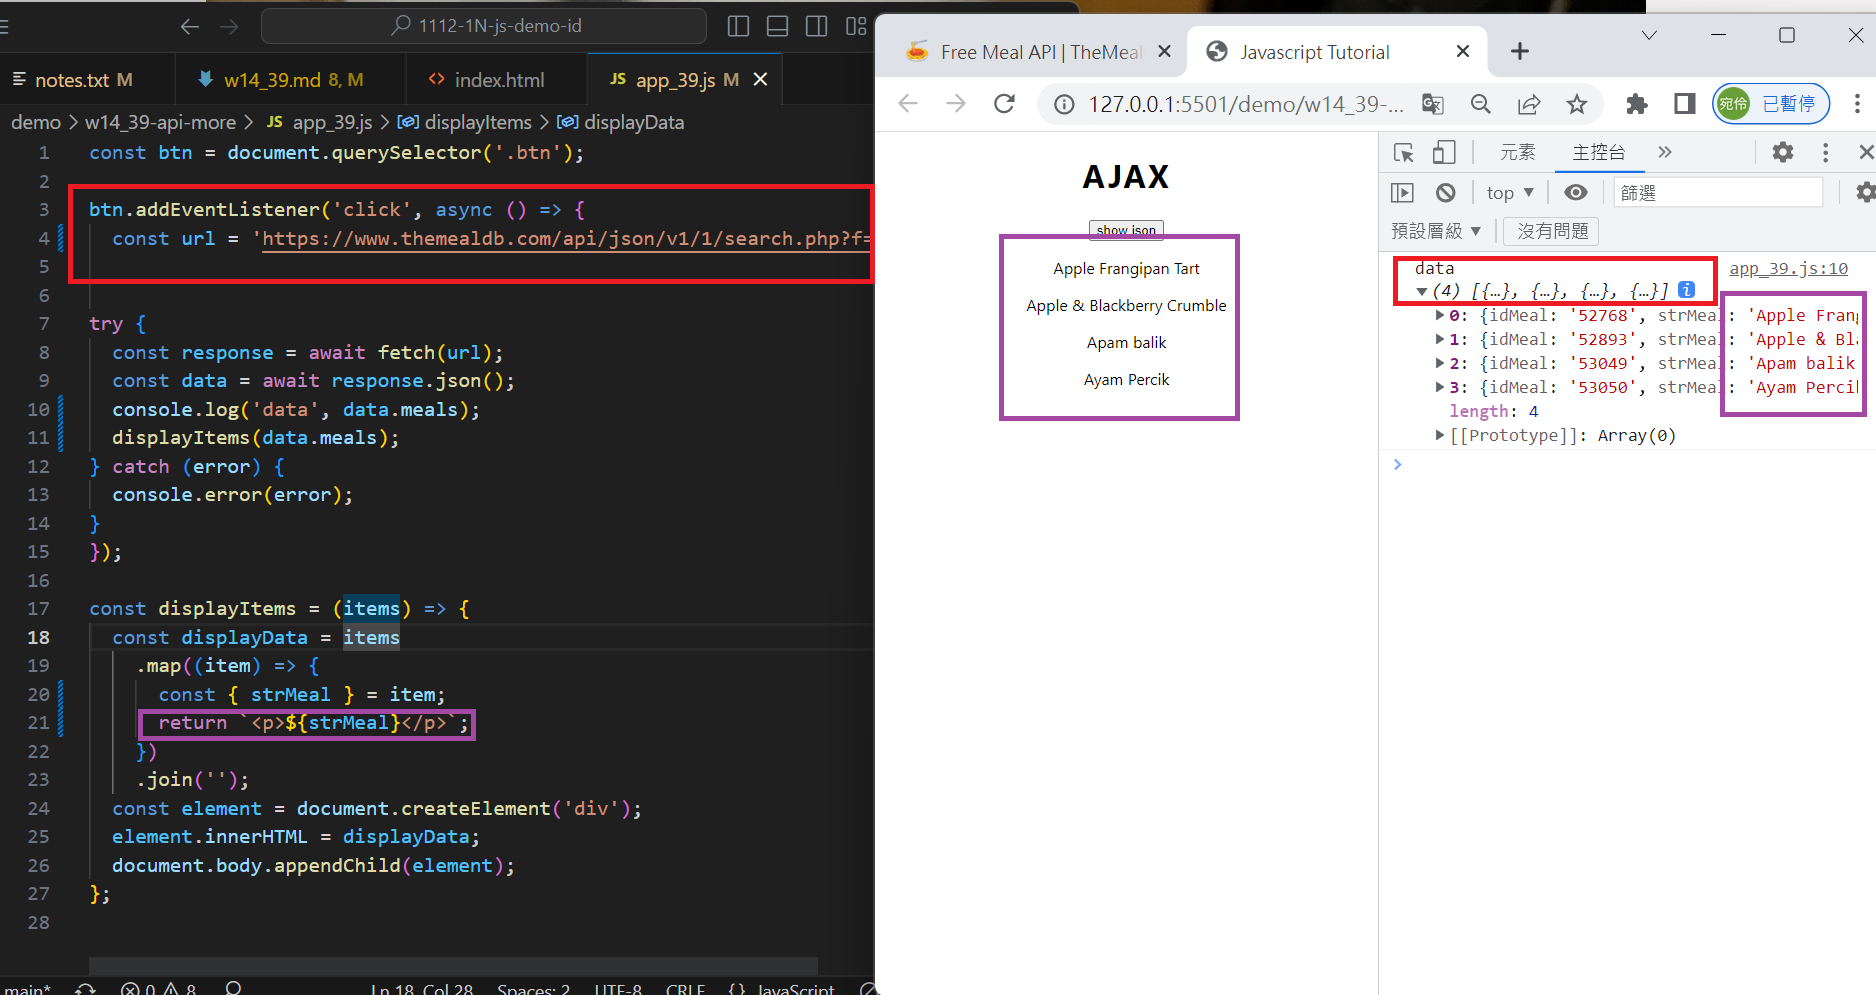 1112-1N-js-demo-id
notes.txt M
w14_39.md 8, M
index.html
JS app_39.js M
demo > w14_39-api-more > JS app_39.js > displayItems > displayData
1 const btn = document.querySelector('.btn');
2
3 btn.addEventListener('click', async () => {
4 const url = 'https://www.themealdb.com/api/json/v1/1/search.php?f=
5
6
7 try {
8 const response = await fetch(url);
9 const data = await response.json();
10 console.log('data', data.meals);
11 displayItems(data.meals);
12 } catch (error) {
13 console.error(error);
14 }
15 });
16
17 const displayItems = (items) => {
18 const displayData = items
19 .map((item) => {
20 const { strMeal } = item;
21 return `<p>${strMeal}</p>`;
22 })
23 .join('');
24 const element = document.createElement('div');
25 element.innerHTML = displayData;
26 document.body.appendChild(element);
27 };
28
main* 0 8 Ln 18, Col 28 Spaces: 2 UTF-8 CRLF {} JavaScript
Free Meal API | TheMeal
Javascript Tutorial
127.0.0.1:5501/demo/w14_39-...
宛伶 已暫停
AJAX
show json
Apple Frangipan Tart
Apple & Blackberry Crumble
Apam balik
Ayam Percik
元素 主控台
top ▼ 篩選
預設層級 ▼ 沒有問題
data app_39.js:10
(4) [{…}, {…}, {…}, {…}] i
0: {idMeal: '52768', strMeal: 'Apple Frang
1: {idMeal: '52893', strMeal: 'Apple & Bla
2: {idMeal: '53049', strMeal: 'Apam balik
3: {idMeal: '53050', strMeal: 'Ayam Percik
length: 4
[[Prototype]]: Array(0)